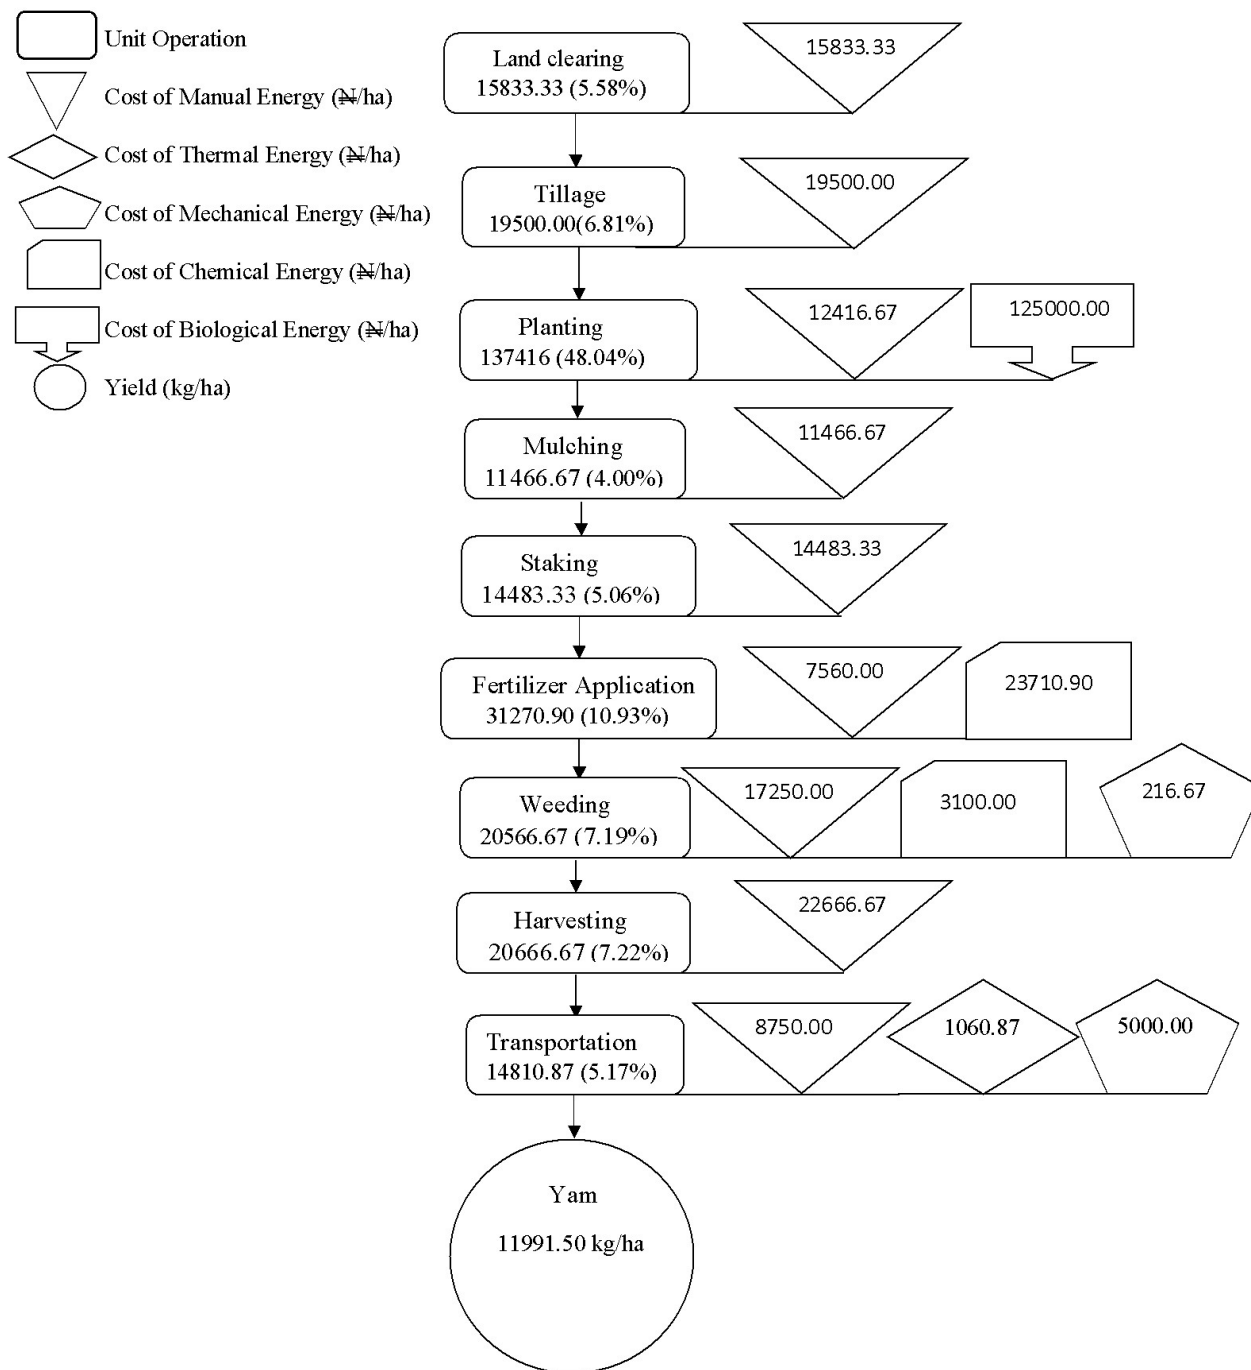 Unit Operation
Cost of Manual Energy (₦/ha)
Cost of Thermal Energy (₦/ha)
Cost of Mechanical Energy (₦/ha)
Cost of Chemical Energy (₦/ha)
Cost of Biological Energy (₦/ha)
Yield (kg/ha)
Land clearing
15833.33 (5.58%)
15833.33
Tillage
19500.00(6.81%)
19500.00
Planting
137416 (48.04%)
12416.67
125000.00
Mulching
11466.67 (4.00%)
11466.67
Staking
14483.33 (5.06%)
14483.33
Fertilizer Application
31270.90 (10.93%)
7560.00
23710.90
Weeding
20566.67 (7.19%)
17250.00
3100.00
216.67
Harvesting
20666.67 (7.22%)
22666.67
Transportation
14810.87 (5.17%)
8750.00
1060.87
5000.00
Yam
11991.50 kg/ha